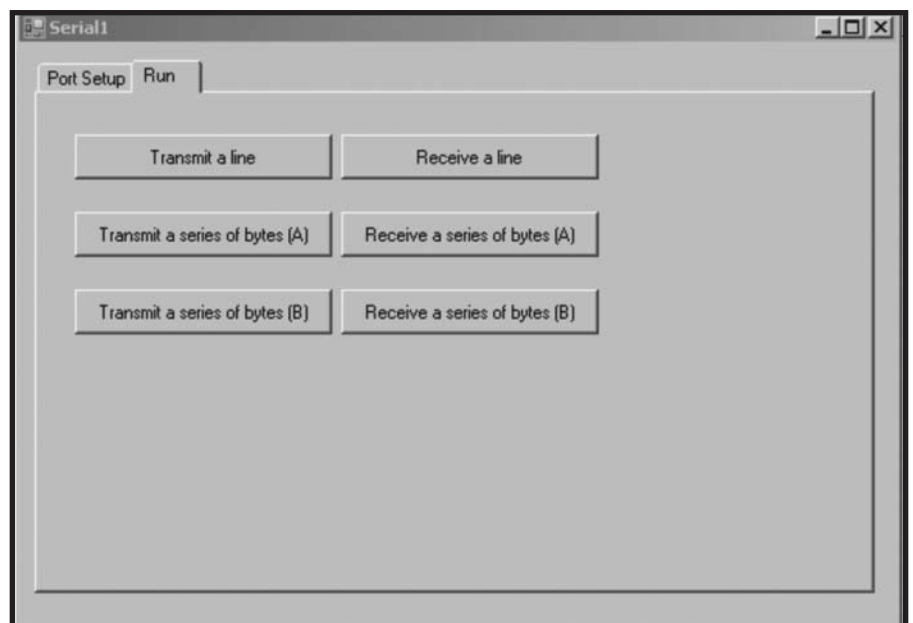 Serial1
Port Setup Run
Transmit a line Receive a line
Transmit a series of bytes (A) Receive a series of bytes (A)
Transmit a series of bytes (B) Receive a series of bytes (B)